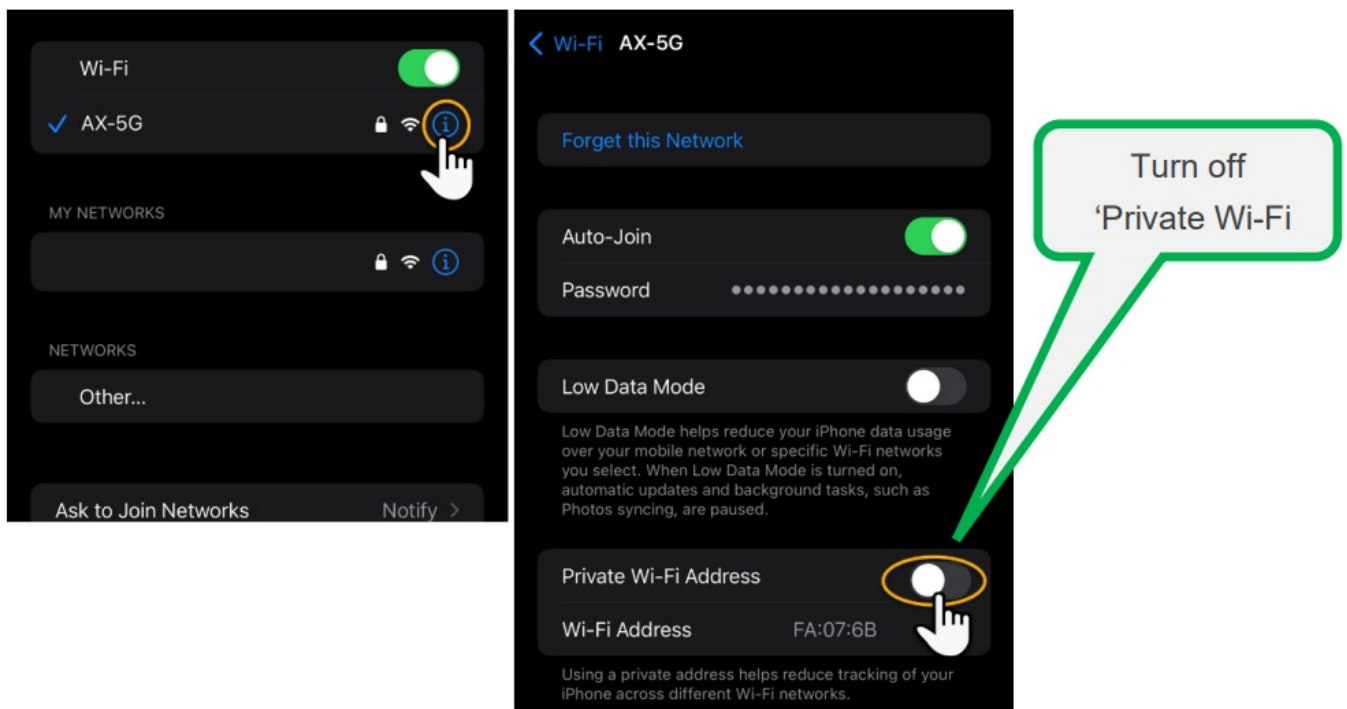 Wi-Fi
AX-5G
MY NETWORKS
NETWORKS
Other...
Ask to Join Networks Notify >
Wi-Fi AX-5G
Forget this Network
Auto-Join
Password ●●●●●●●●●●●●●●●●●●●
Low Data Mode
Low Data Mode helps reduce your iPhone data usage
over your mobile network or specific Wi-Fi networks
you select. When Low Data Mode is turned on,
automatic updates and background tasks, such as
Photos syncing, are paused.
Private Wi-Fi Address
Wi-Fi Address FA:07:6B
Using a private address helps reduce tracking of your
iPhone across different Wi-Fi networks.
Turn off
‘Private Wi-Fi